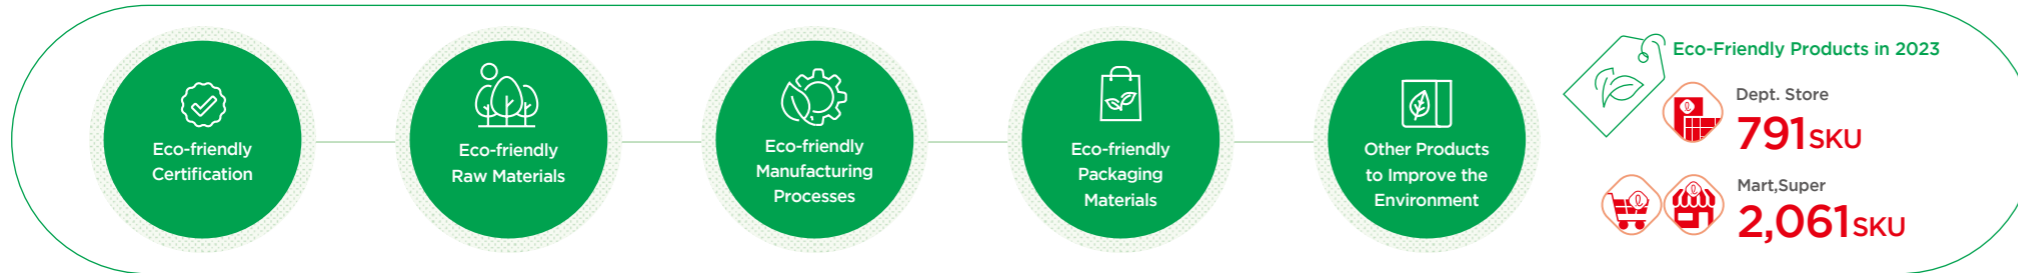 Eco-friendly
Certification
Eco-friendly
Raw Materials
Eco-friendly
Manufacturing
Processes
Eco-friendly
Packaging
Materials
Other Products
to Improve the
Environment
Eco-Friendly Products in 2023
Dept. Store
791SKU
Mart,Super
2,061SKU